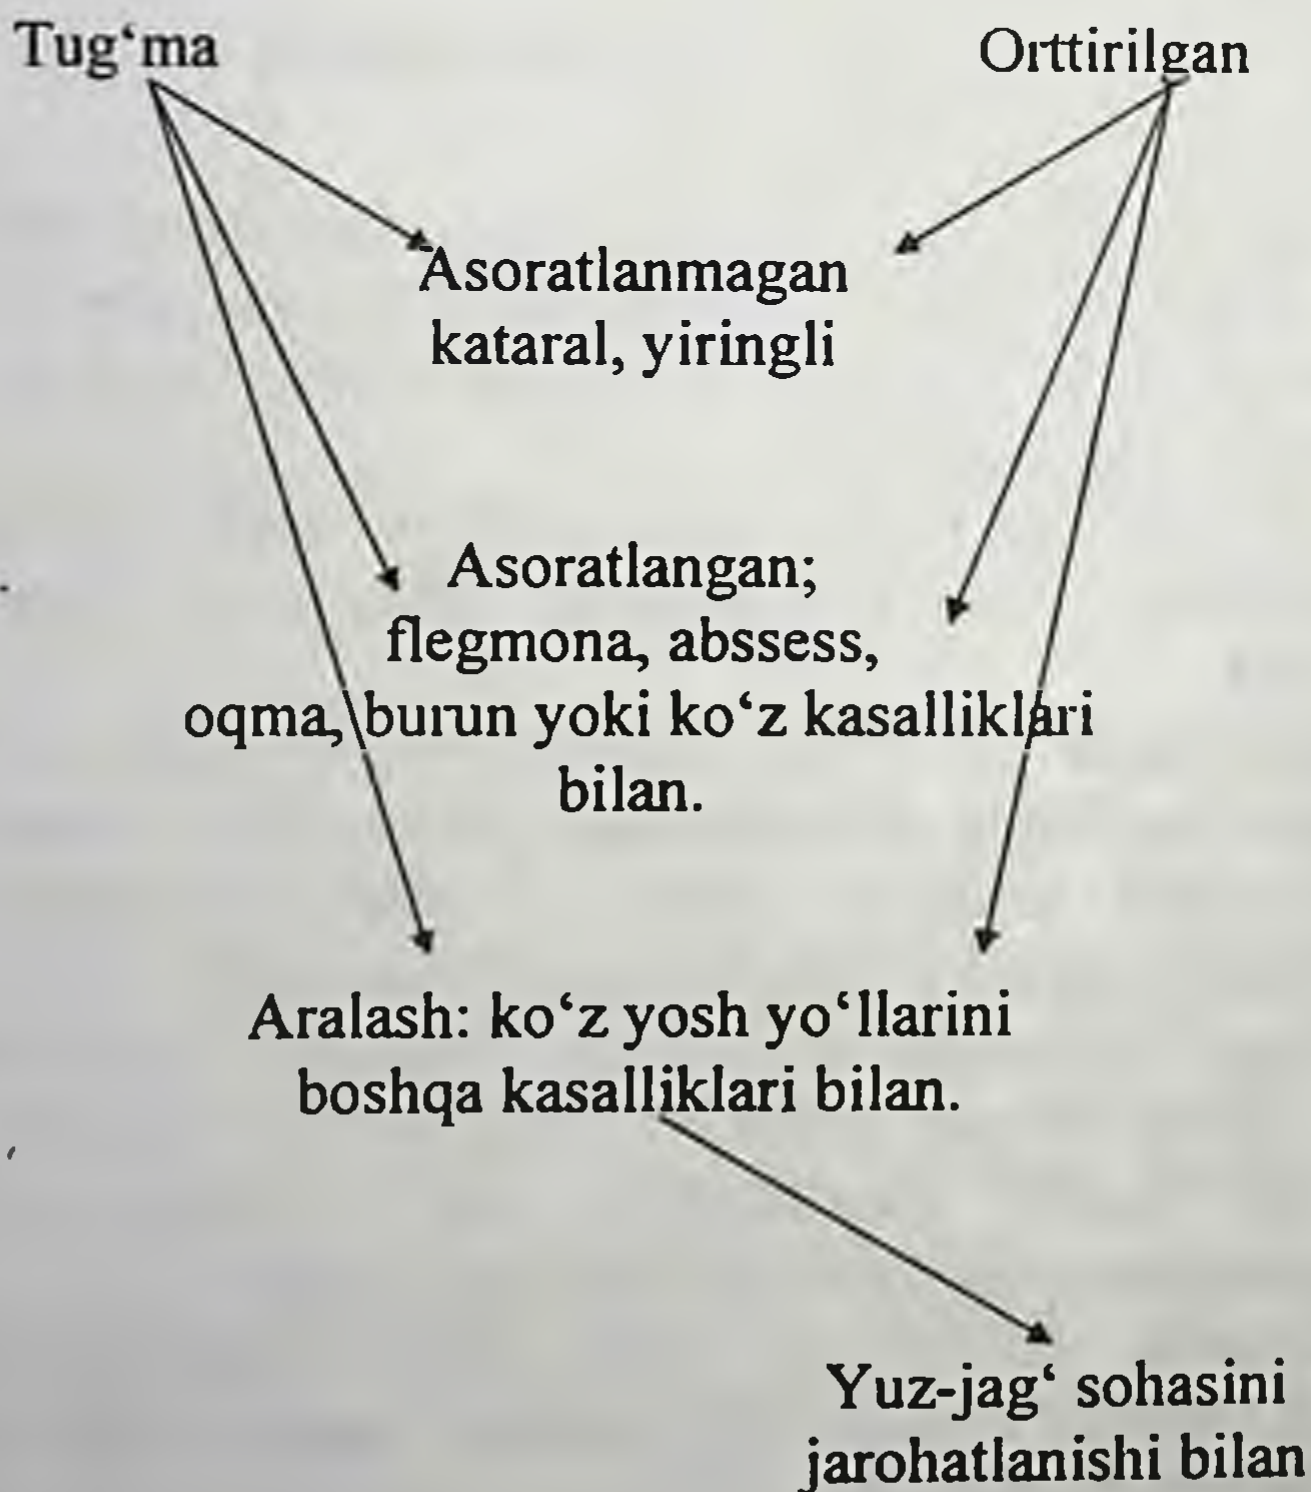 Tug‘ma Orttirilgan
Asoratlanmagan
kataral, yiringli
Asoratlangan;
flegmona, abssess,
oqma, burun yoki ko‘z kasalliklari
bilan.
Aralash: ko‘z yosh yo‘llarini
boshqa kasalliklari bilan.
Yuz-jag‘ sohasini
jarohatlanishi bilan